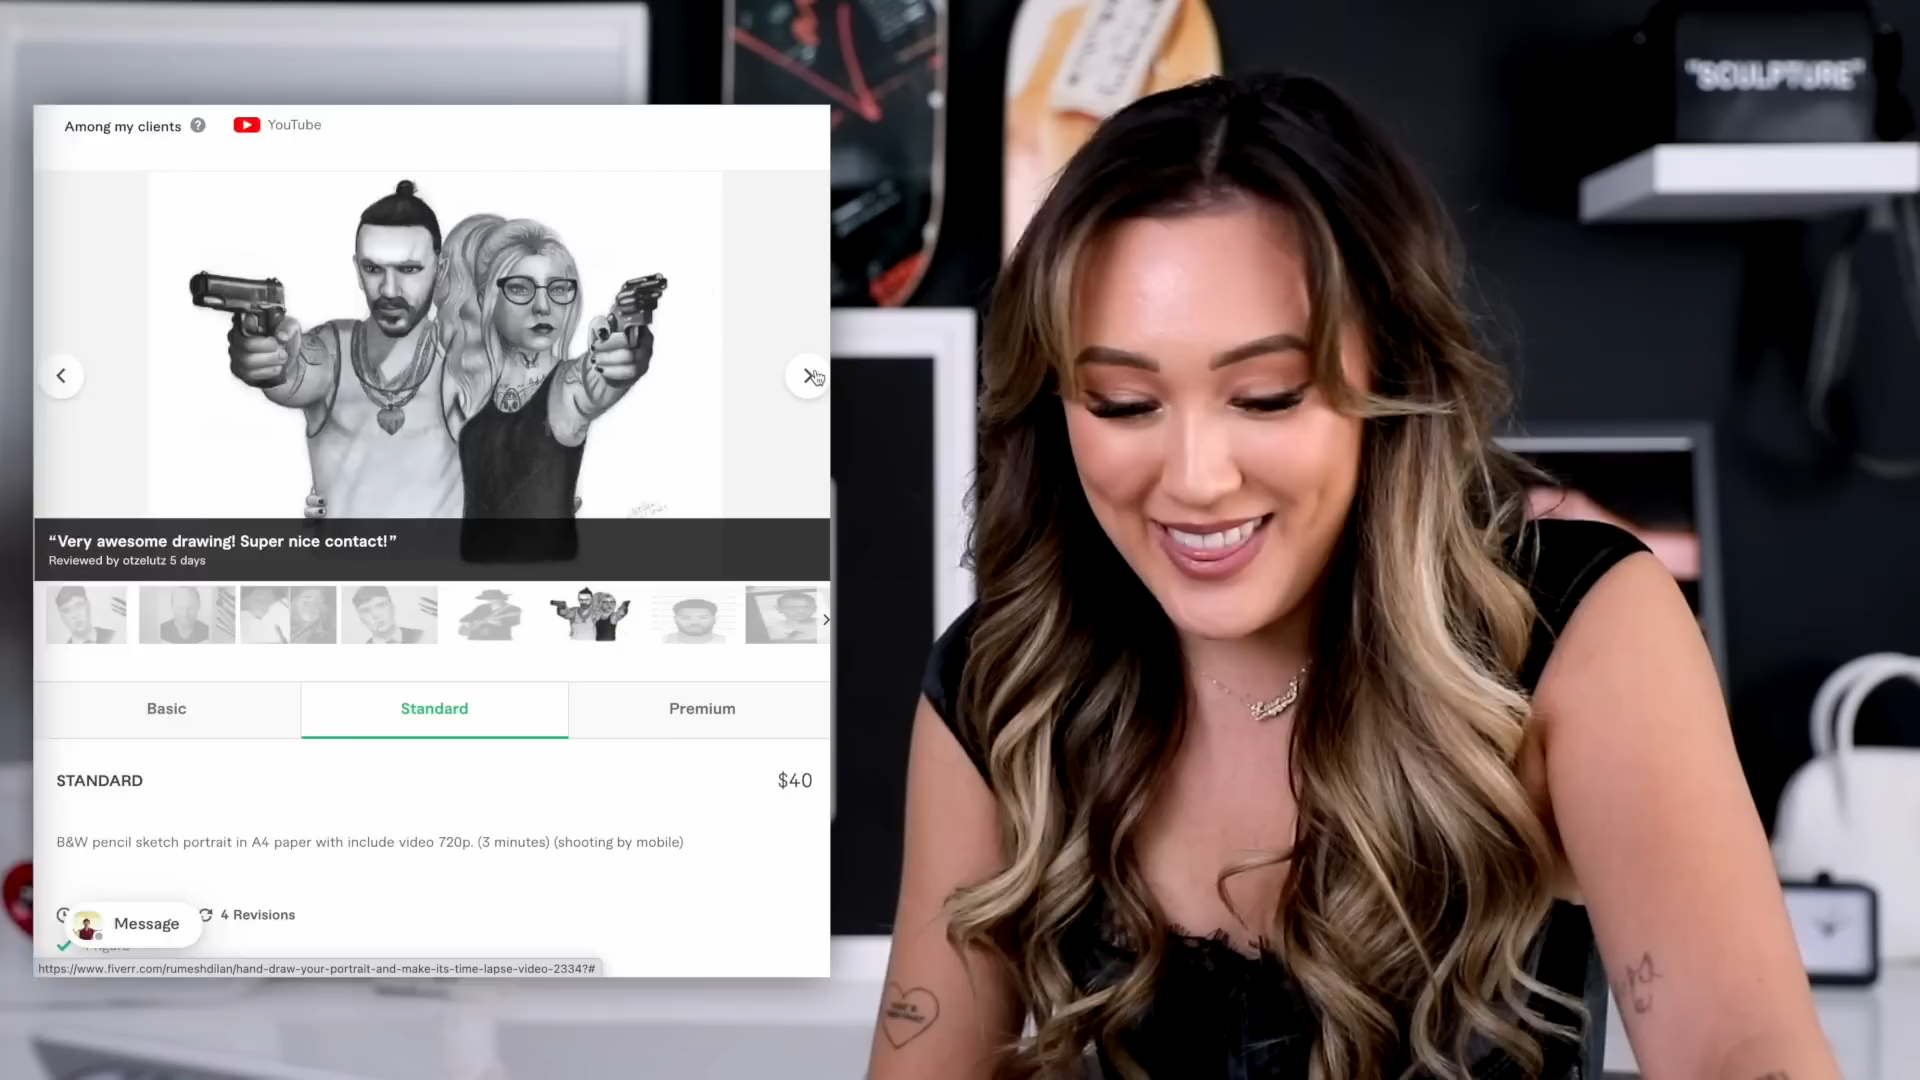 "SCULPTURE"
Among my clients
YouTube
“Very awesome drawing! Super nice contact!”
Reviewed by otzelutz 5 days
Basic
Standard
Premium
STANDARD
$40
B&W pencil sketch portrait in A4 paper with include video 720p. (3 minutes) (shooting by mobile)
Message
4 Revisions
https://www.fiverr.com/rumeshdilan/hand-draw-your-portrait-and-make-its-time-lapse-video-2334?#